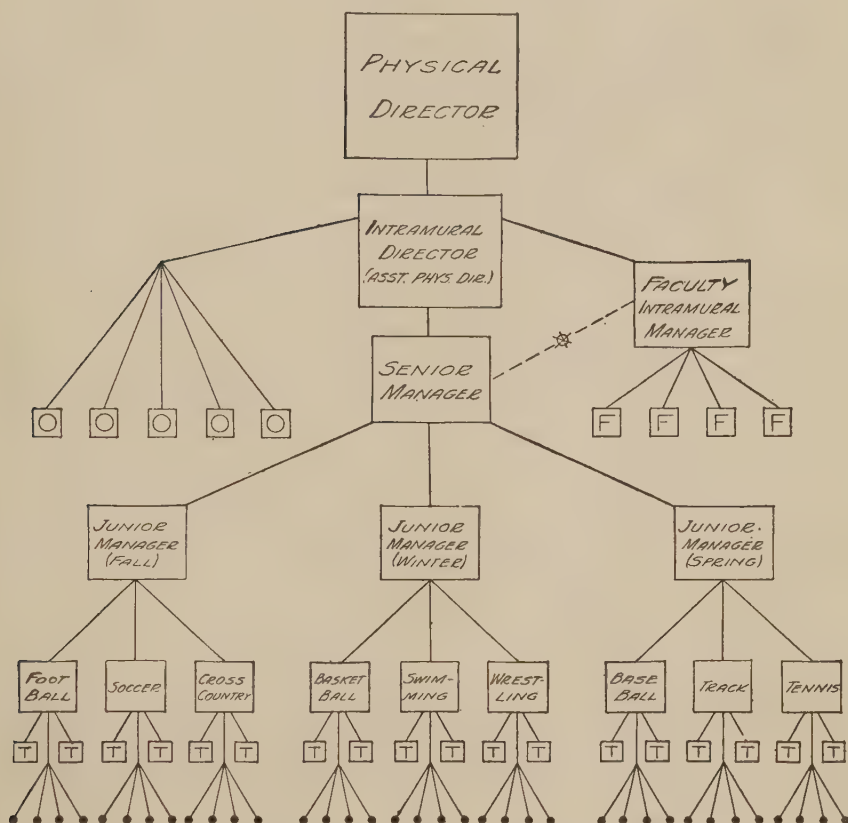 PHYSICAL
DIRECTOR
INTRAMURAL
DIRECTOR
(ASST. PHYS. DIR.)
FACULTY
INTRAMURAL
MANAGER
SENIOR
MANAGER
O O O O O
F F F F
JUNIOR
MANAGER
(FALL)
JUNIOR
MANAGER
(WINTER)
JUNIOR
MANAGER
(SPRING)
FOOT
BALL
SOCCER
CROSS
COUNTRY
BASKET
BALL
SWIM-
MING
WREST-
LING
BASE
BALL
TRACK
TENNIS
T T T T T T T T T T T T T T T T T T